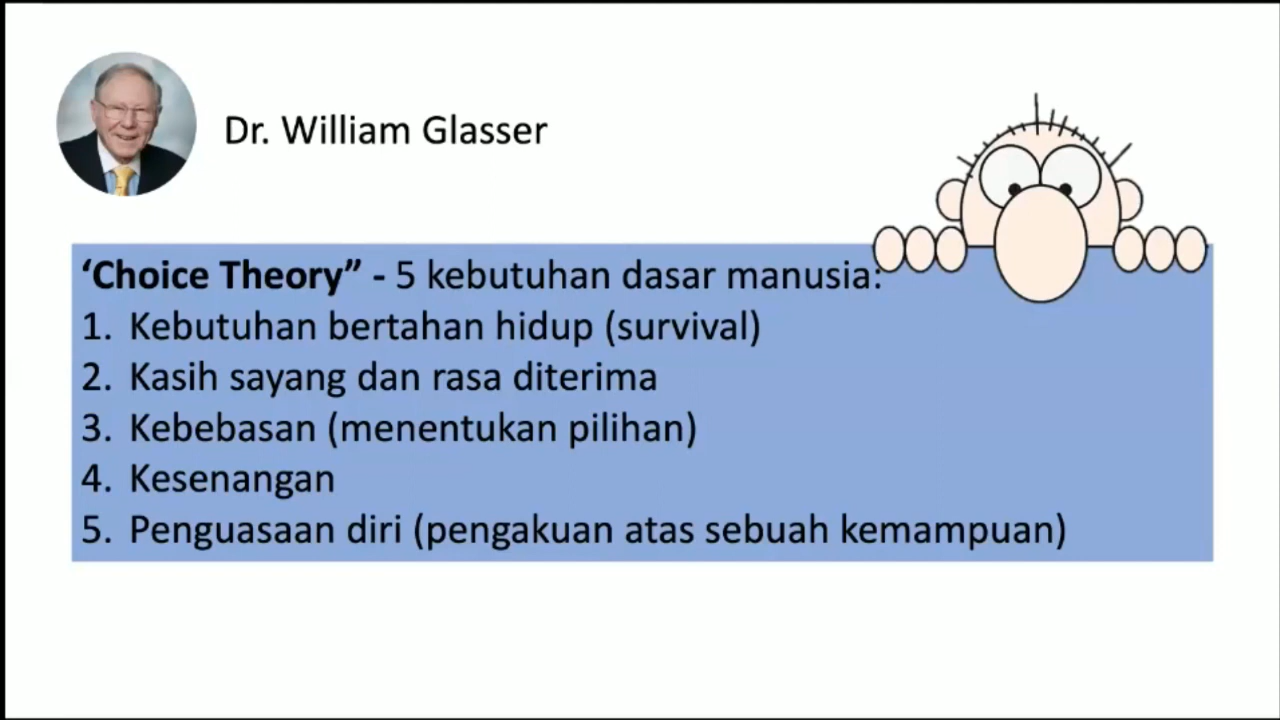 Dr. William Glasser
‘Choice Theory” - 5 kebutuhan dasar manusia:
1. Kebutuhan bertahan hidup (survival)
2. Kasih sayang dan rasa diterima
3. Kebebasan (menentukan pilihan)
4. Kesenangan
5. Penguasaan diri (pengakuan atas sebuah kemampuan)